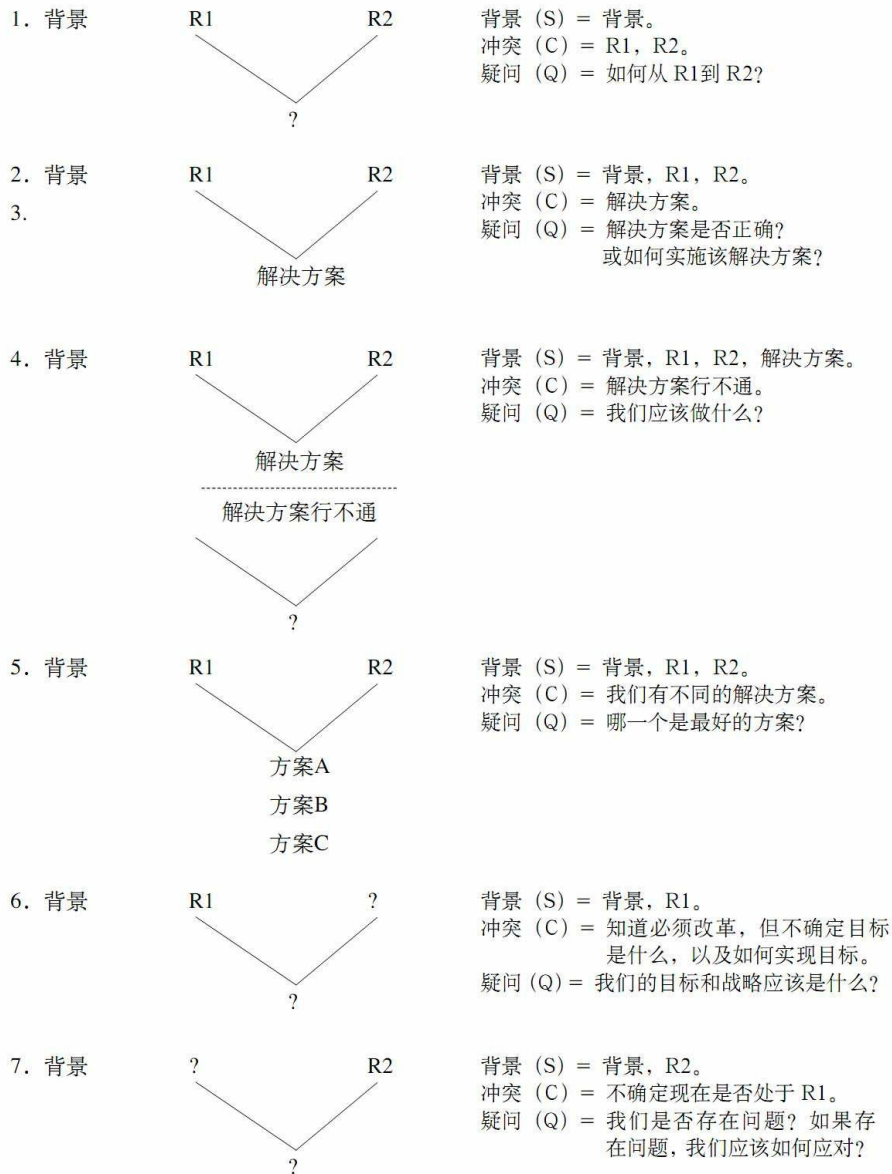 1．背景 R1 R2 背景（S）= 背景。
冲突（C）= R1，R2。
疑问（Q）= 如何从 R1到 R2？
?
2．背景 R1 R2 背景（S）= 背景，R1，R2。
3. 冲突（C）= 解决方案。
疑问（Q）= 解决方案是否正确？
或如何实施该解决方案？
解决方案
4．背景 R1 R2 背景（S）= 背景，R1，R2，解决方案。
冲突（C）= 解决方案行不通。
疑问（Q）= 我们应该做什么？
解决方案
解决方案行不通
?
5．背景 R1 R2 背景（S）= 背景，R1，R2。
冲突（C）= 我们有不同的解决方案。
疑问（Q）= 哪一个是最好的方案？
方案A
方案B
方案C
6．背景 R1 ? 背景（S）= 背景，R1。
冲突（C）= 知道必须改革，但不确定目标
是什么，以及如何实现目标。
疑问（Q）= 我们的目标和战略应该是什么？
?
7．背景 ? R2 背景（S）= 背景，R2。
冲突（C）= 不确定现在是否处于 R1。
疑问（Q）= 我们是否存在问题？如果存
在问题，我们应该如何应对？
?